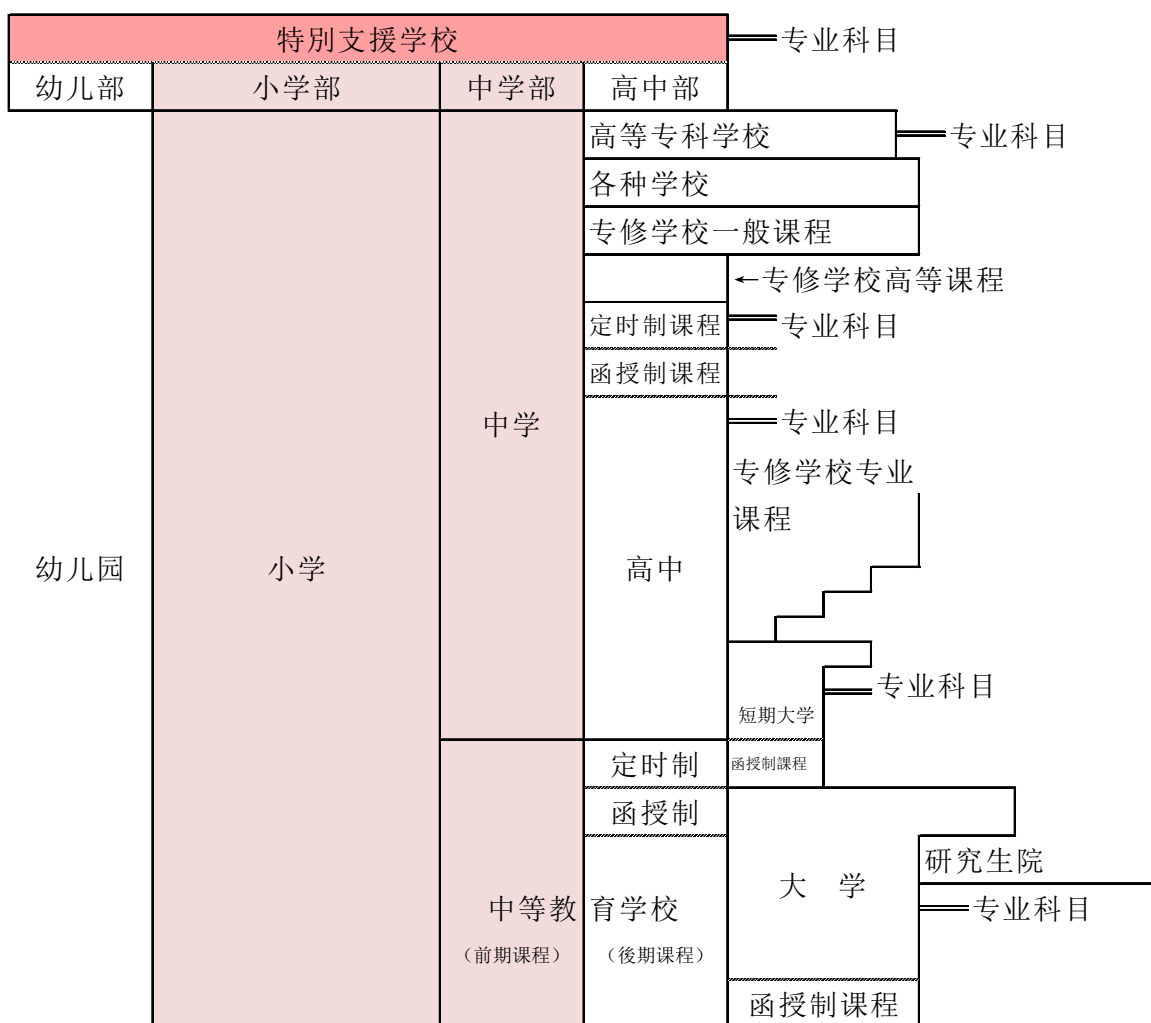 特别支援学校
专业科目
幼儿部
小学部
中学部
高中部
高等专科学校
专业科目
各种学校
专修学校一般课程
←专修学校高等课程
定时制课程
专业科目
函授制课程
中学
专业科目
专修学校专业
课程
幼儿园
小学
高中
专业科目
短期大学
定时制
函授制課程
函授制
研究生院
大 学
中等教育学校
专业科目
（前期课程）
（後期课程）
函授制课程